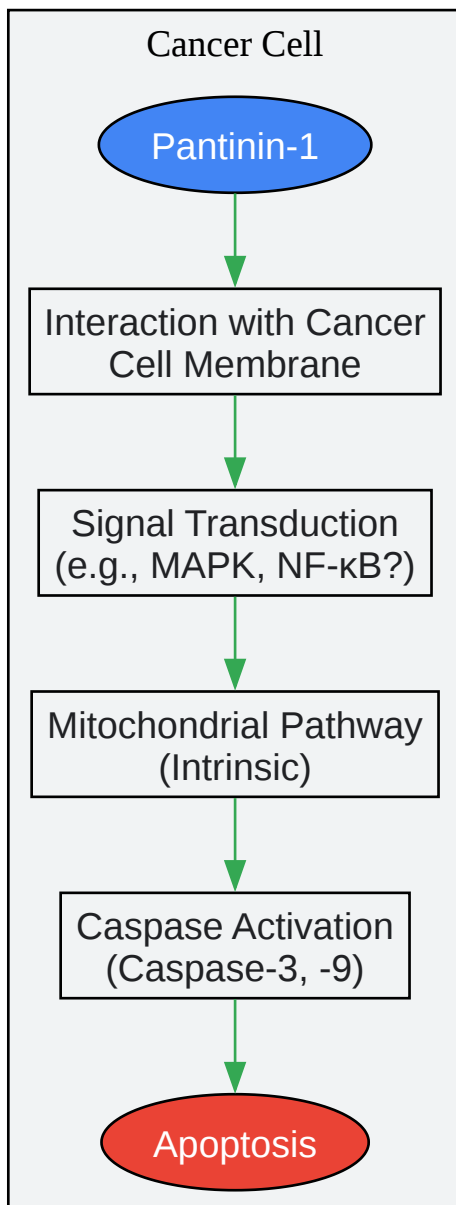 Cancer Cell
Pantinin-1
Interaction with Cancer
Cell Membrane
Signal Transduction
(e.g., MAPK, NF-κB?)
Mitochondrial Pathway
(Intrinsic)
Caspase Activation
(Caspase-3, -9)
Apoptosis